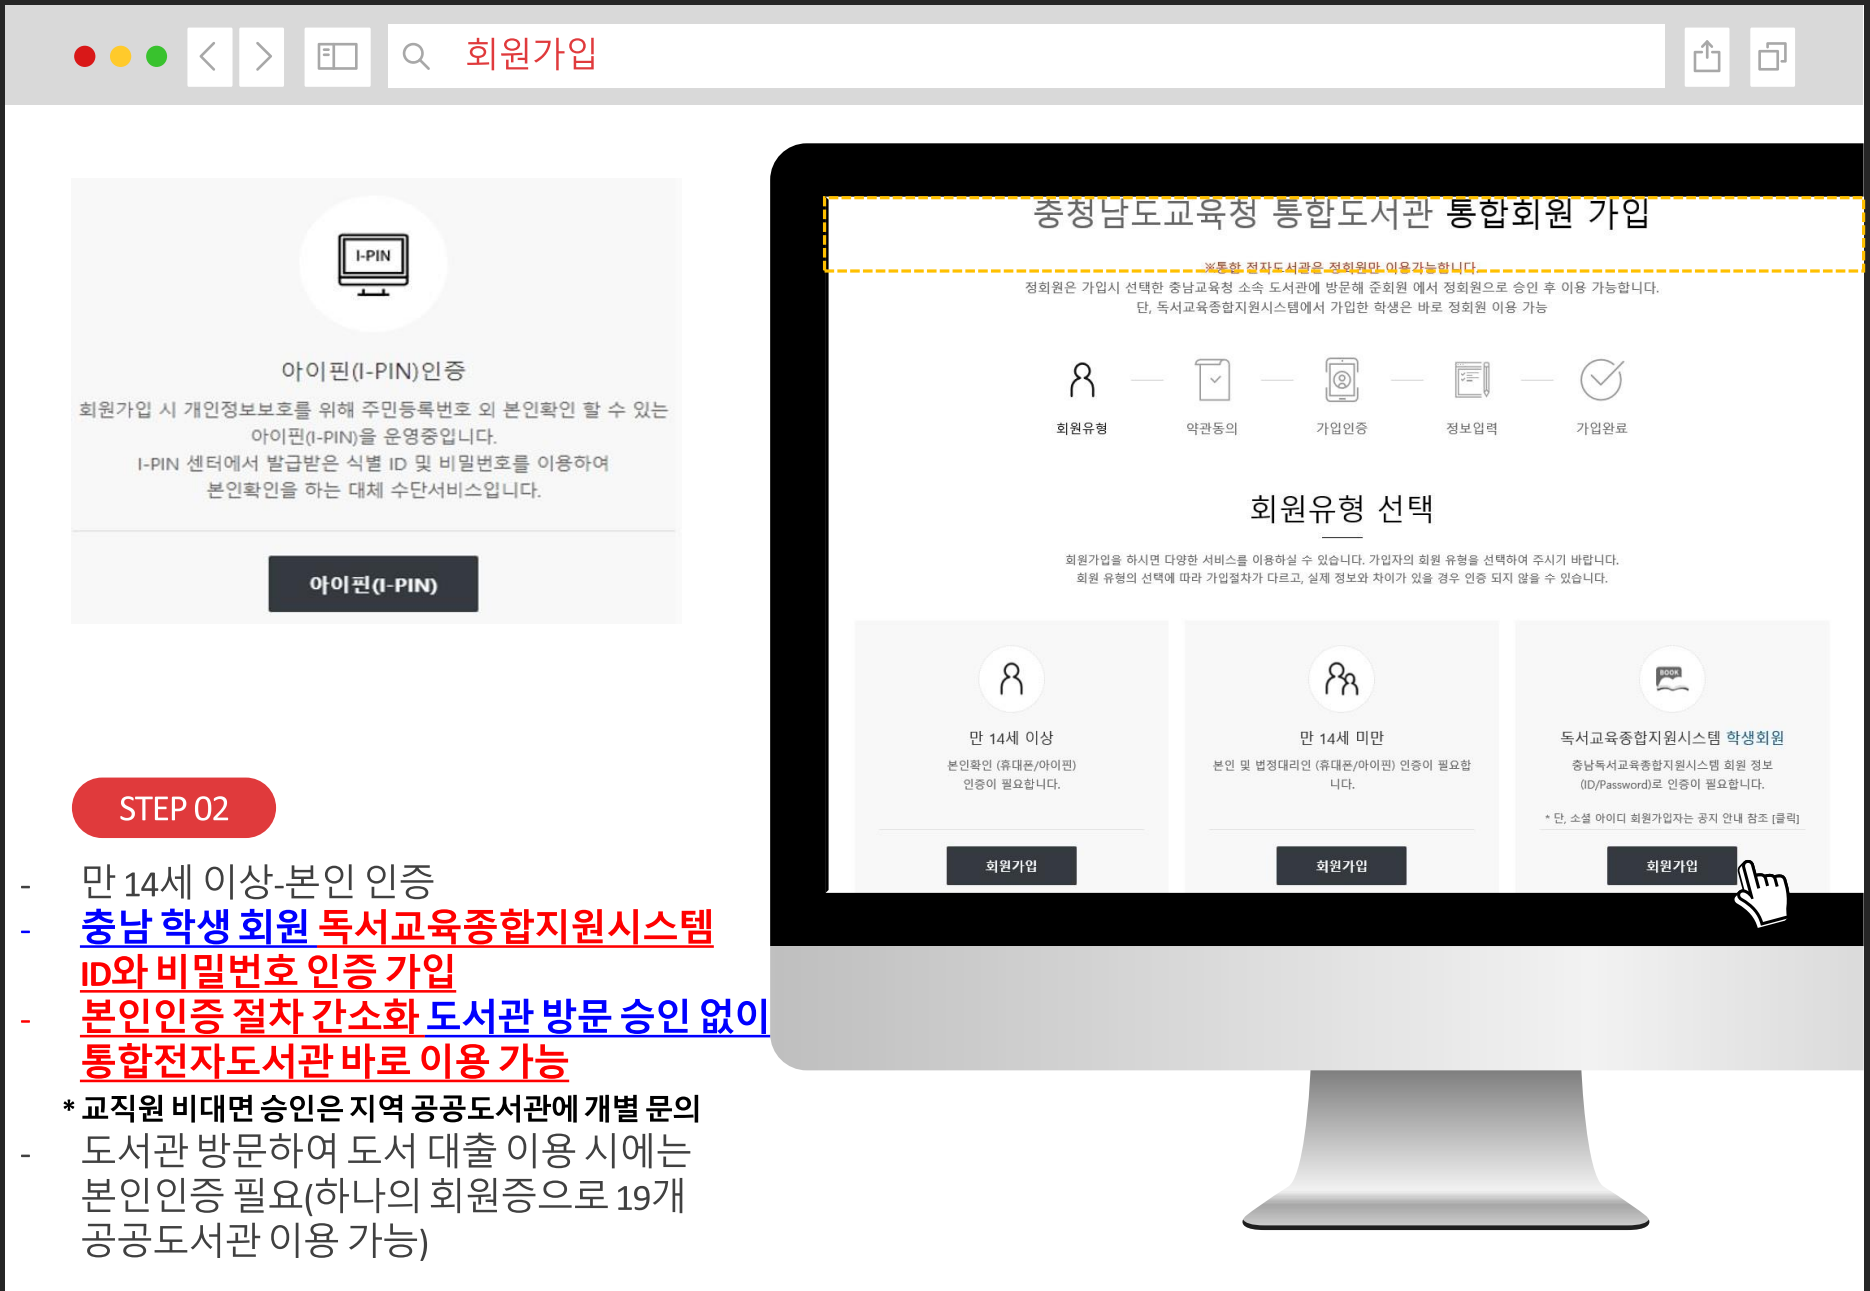 회원가입
I-PIN
아이핀(I-PIN)인증
회원가입 시 개인정보보호를 위해 주민등록번호 외 본인확인 할 수 있는
아이핀(I-PIN)을 운영중입니다.
I-PIN 센터에서 발급받은 식별 ID 및 비밀번호를 이용하여
본인확인을 하는 대체 수단서비스입니다.
아이핀(I-PIN)
STEP 02
- 만 14세 이상-본인 인증
- 충남 학생 회원 독서교육종합지원시스템
ID와 비밀번호 인증 가입
- 본인인증 절차 간소화 도서관 방문 승인 없이
통합전자도서관 바로 이용 가능
* 교직원 비대면 승인은 지역 공공도서관에 개별 문의
- 도서관 방문하여 도서 대출 이용 시에는
본인인증 필요(하나의 회원증으로 19개
공공도서관 이용 가능)
충청남도교육청 통합도서관 통합회원 가입
※통합 전자도서관은 정회원만 이용가능합니다.
정회원은 가입시 선택한 충남교육청 소속 도서관에 방문해 준회원 에서 정회원으로 승인 후 이용 가능합니다.
단, 독서교육종합지원시스템에서 가입한 학생은 바로 정회원 이용 가능
회원유형 약관동의 가입인증 정보입력 가입완료
회원유형 선택
회원가입을 하시면 다양한 서비스를 이용하실 수 있습니다. 가입자의 회원 유형을 선택하여 주시기 바랍니다.
회원 유형의 선택에 따라 가입절차가 다르고, 실제 정보와 차이가 있을 경우 인증 되지 않을 수 있습니다.
만 14세 이상
본인확인 (휴대폰/아이핀)
인증이 필요합니다.
회원가입
만 14세 미만
본인 및 법정대리인 (휴대폰/아이핀) 인증이 필요합
니다.
회원가입
BOOK
독서교육종합지원시스템 학생회원
충남독서교육종합지원시스템 회원 정보
(ID/Password)로 인증이 필요합니다.
* 단, 소셜 아이디 회원가입자는 공지 안내 참조 [클릭]
회원가입